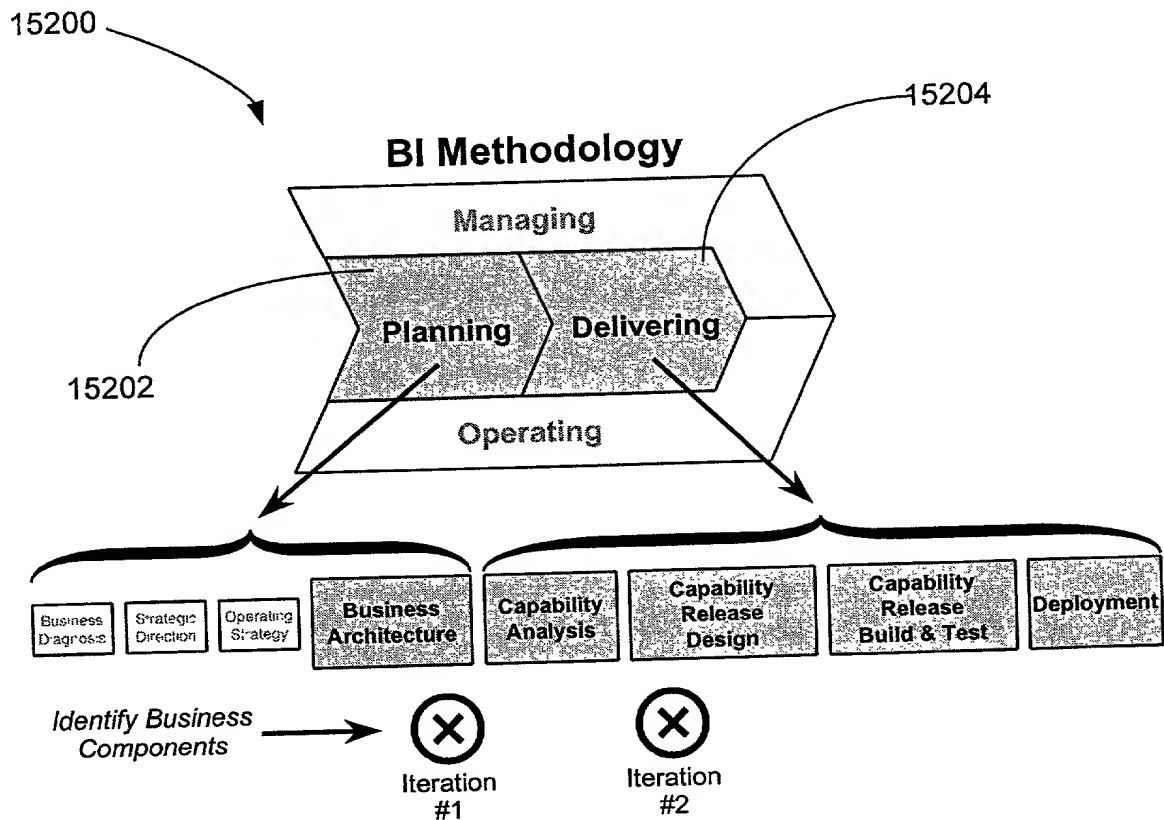 15200
15204
BI Methodology
Managing
Planning
Delivering
15202
Operating
Business
Diagnosis
Strategic
Direction
Operating
Strategy
Business
Architecture
Capability
Analysis
Capability
Release
Design
Capability
Release
Build & Test
Deployment
Identify Business
Components
Iteration
#1
Iteration
#2